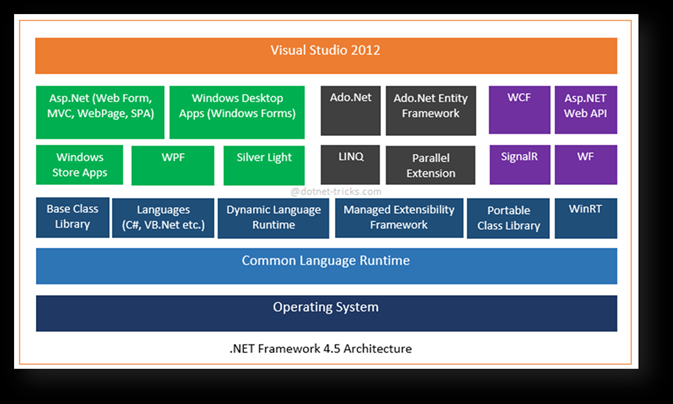 Visual Studio 2012
Asp.Net (Web Form,
MVC, WebPage, SPA)
Windows Desktop
Apps (Windows Forms)
Ado.Net
Ado.Net Entity
Framework
WCF
Asp.NET
Web API
Windows
Store Apps
WPF
Silver Light
LINQ
Parallel
Extension
SignalR
WF
@dotnet-tricks.com
Base Class
Library
Languages
(C#, VB.Net etc.)
Dynamic Language
Runtime
Managed Extensibility
Framework
Portable
Class Library
WinRT
Common Language Runtime
Operating System
.NET Framework 4.5 Architecture